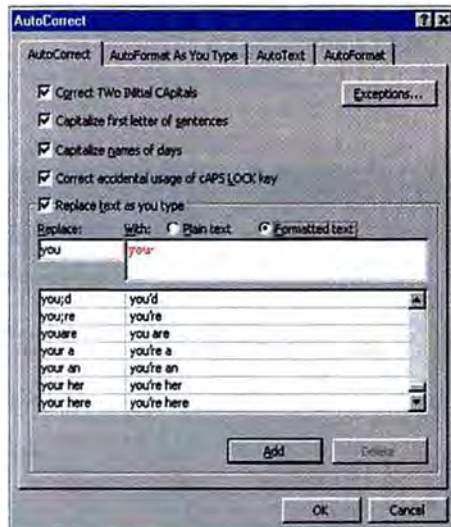 AutoCorrect
AutoCorrect AutoFormat As You Type AutoText AutoFormat
Correct TWo INitial CApitals Exceptions...
Capitalize first letter of sentences
Capitalize names of days
Correct accidental usage of cAPS LOCK key
Replace text as you type
Replace: With: Plain text Formatted text
you your
you;d you'd
you;re you're
youare you are
your a you're a
your an you're an
your her you're her
your here you're here
Add Delete
OK Cancel